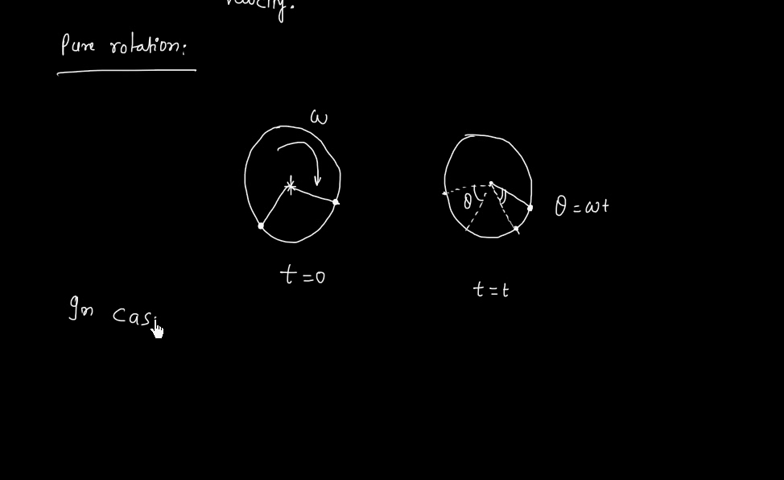 Pure rotation:
ω
θ
θ = ωt
t = 0
t = t
In cas